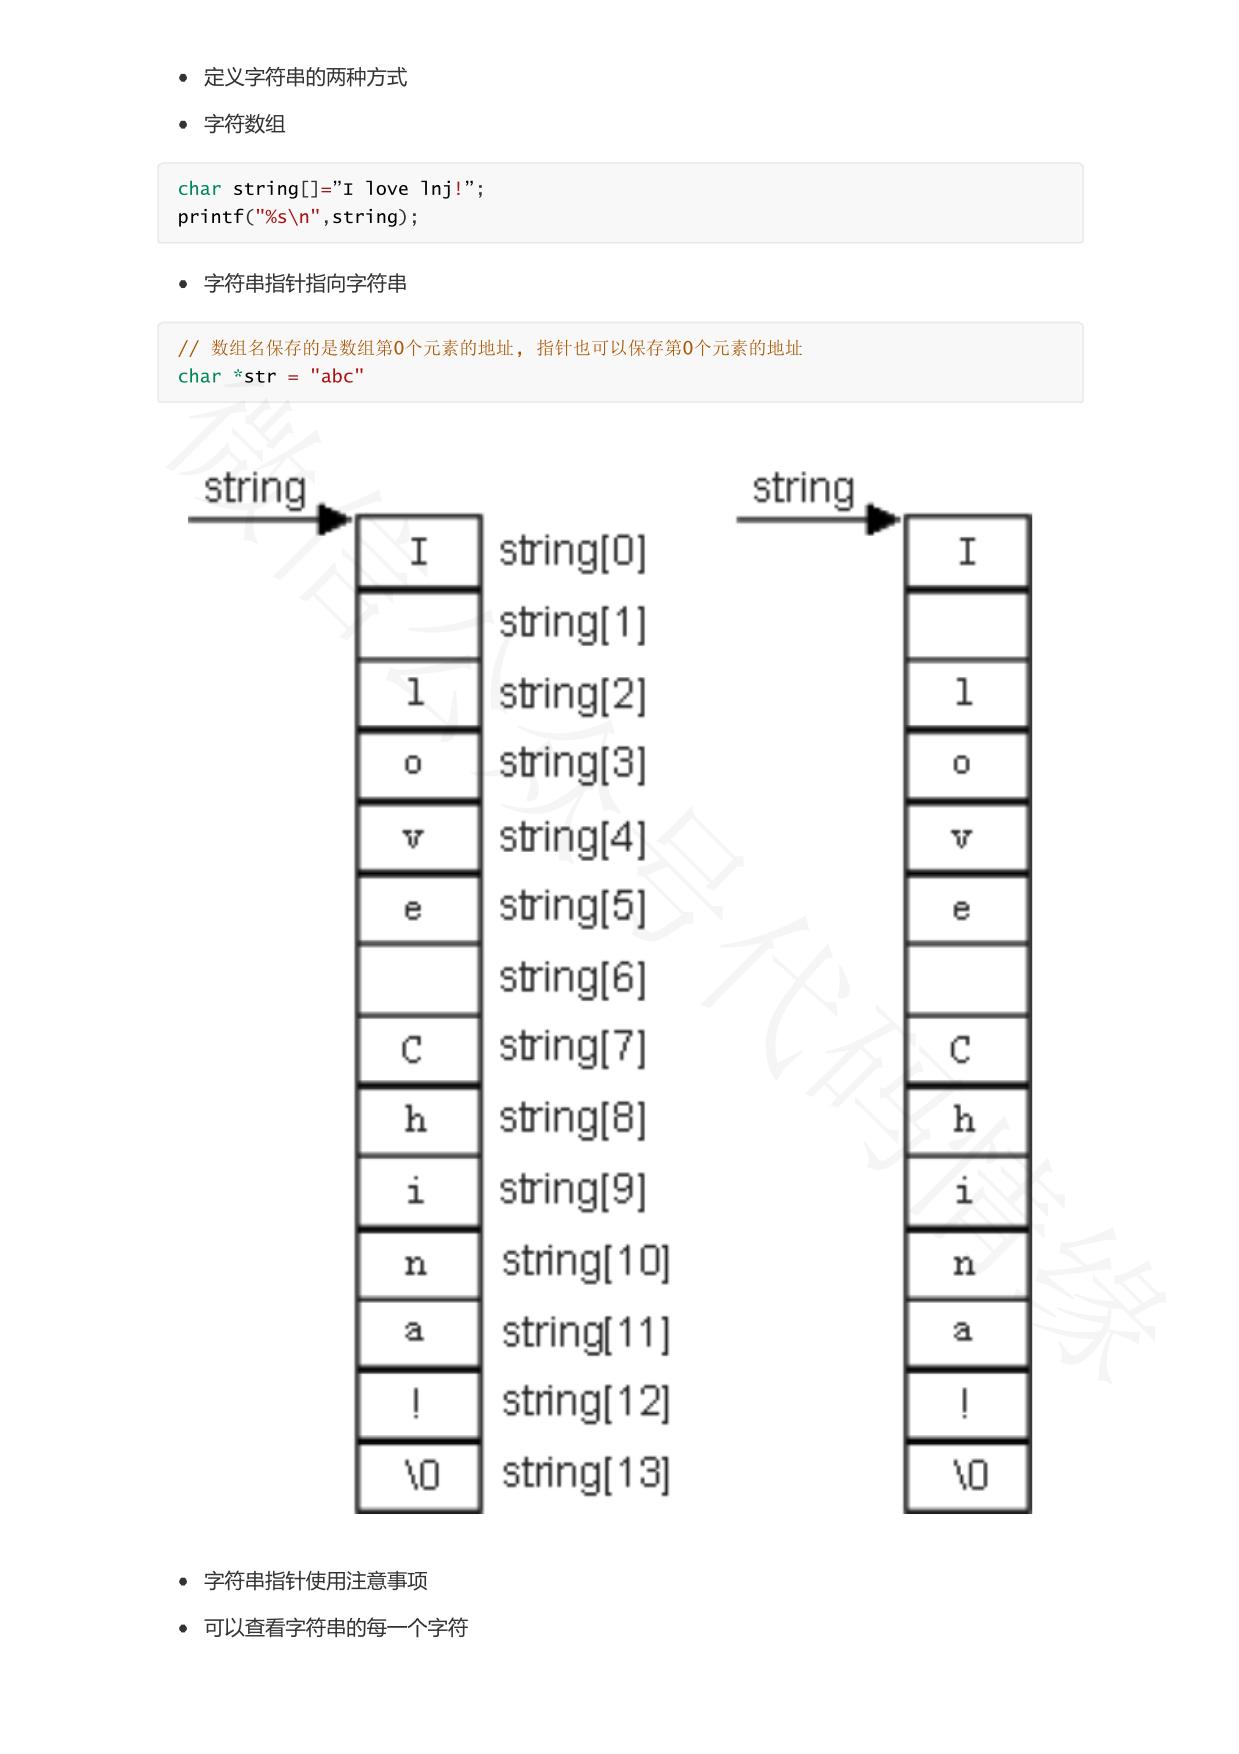 定义字符串的两种方式
字符数组
char string[]=”I love lnj!”;
printf("%s\n",string);
字符串指针指向字符串
// 数组名保存的是数组第0个元素的地址, 指针也可以保存第0个元素的地址
char *str = "abc"
string string
I string[0] I
string[1]
l string[2] l
o string[3] o
v string[4] v
e string[5] e
string[6]
C string[7] C
h string[8] h
i string[9] i
n string[10] n
a string[11] a
! string[12] !
\0 string[13] \0
字符串指针使用注意事项
可以查看字符串的每一个字符
微信公众号代码情缘